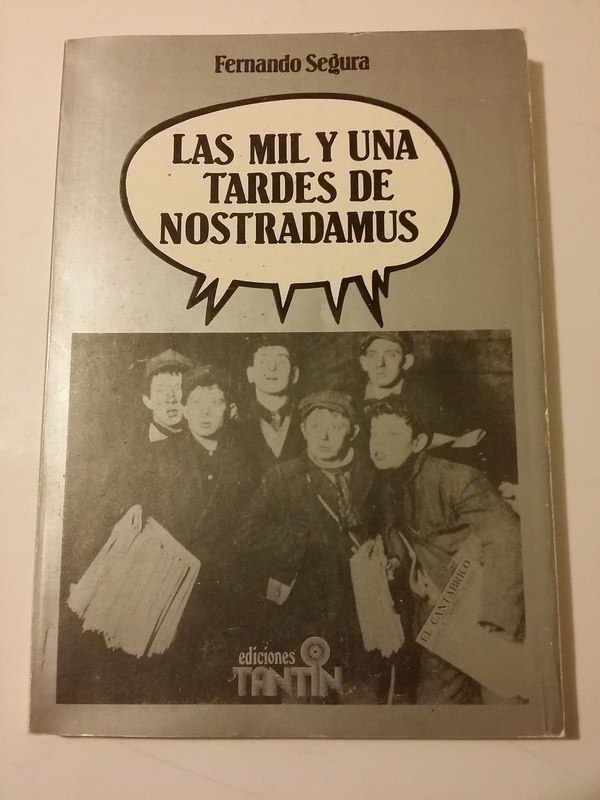 Fernando Segura
LAS MIL Y UNA
TARDES DE
NOSTRADAMUS
EL CANTABRICO
ediciones
TANTIN